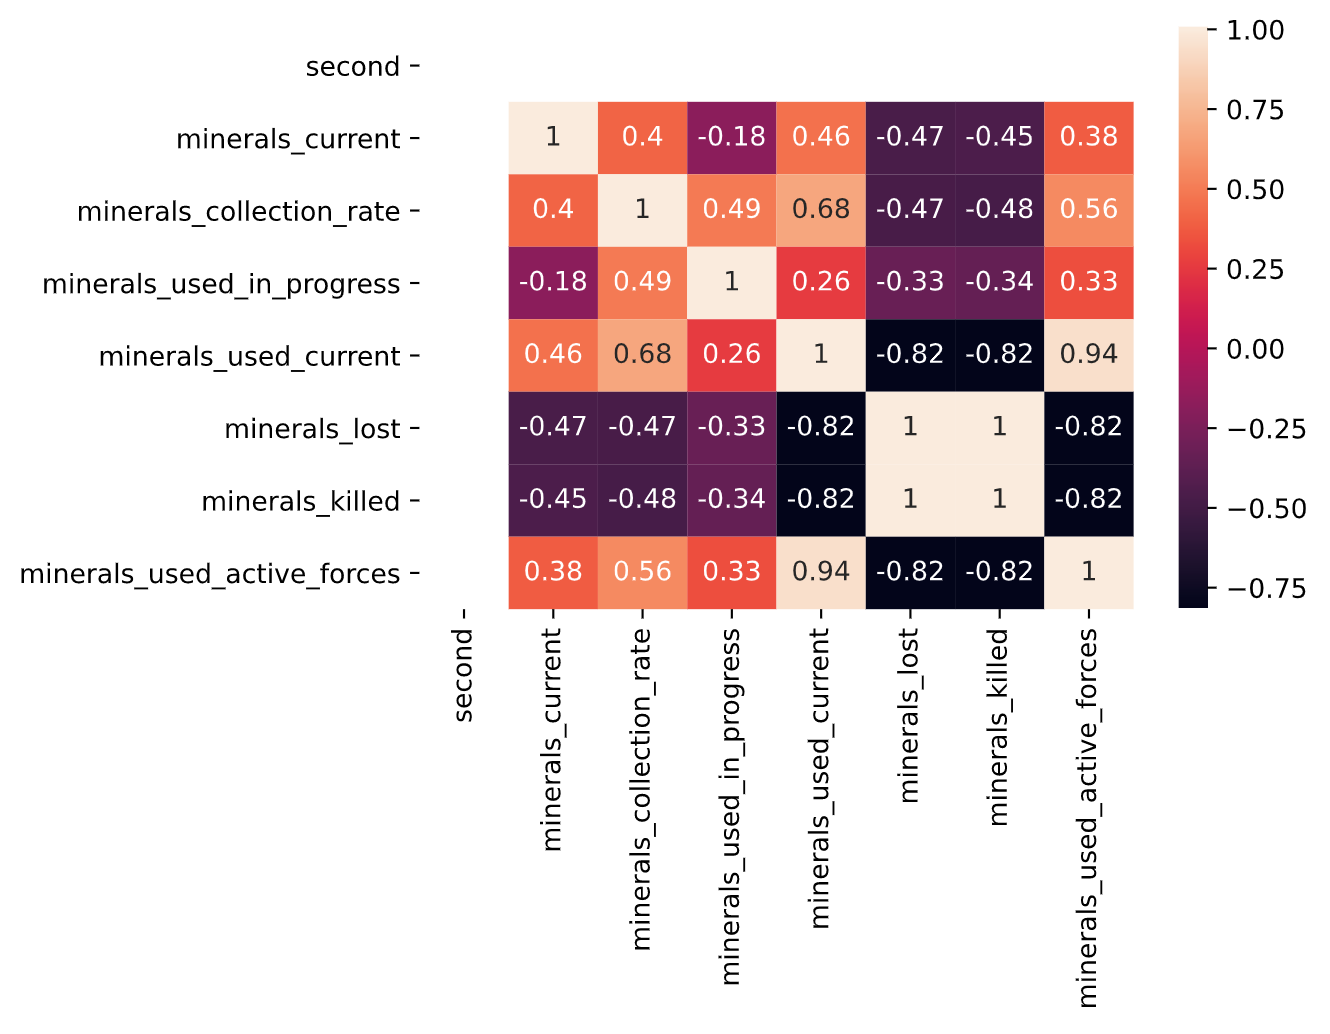 second
minerals_current 1 0.4 -0.18 0.46 -0.47 -0.45 0.38
minerals_collection_rate 0.4 1 0.49 0.68 -0.47 -0.48 0.56
minerals_used_in_progress -0.18 0.49 1 0.26 -0.33 -0.34 0.33
minerals_used_current 0.46 0.68 0.26 1 -0.82 -0.82 0.94
minerals_lost -0.47 -0.47 -0.33 -0.82 1 1 -0.82
minerals_killed -0.45 -0.48 -0.34 -0.82 1 1 -0.82
minerals_used_active_forces 0.38 0.56 0.33 0.94 -0.82 -0.82 1
second
minerals_current
minerals_collection_rate
minerals_used_in_progress
minerals_used_current
minerals_lost
minerals_killed
minerals_used_active_forces
1.00
0.75
0.50
0.25
0.00
−0.25
−0.50
−0.75